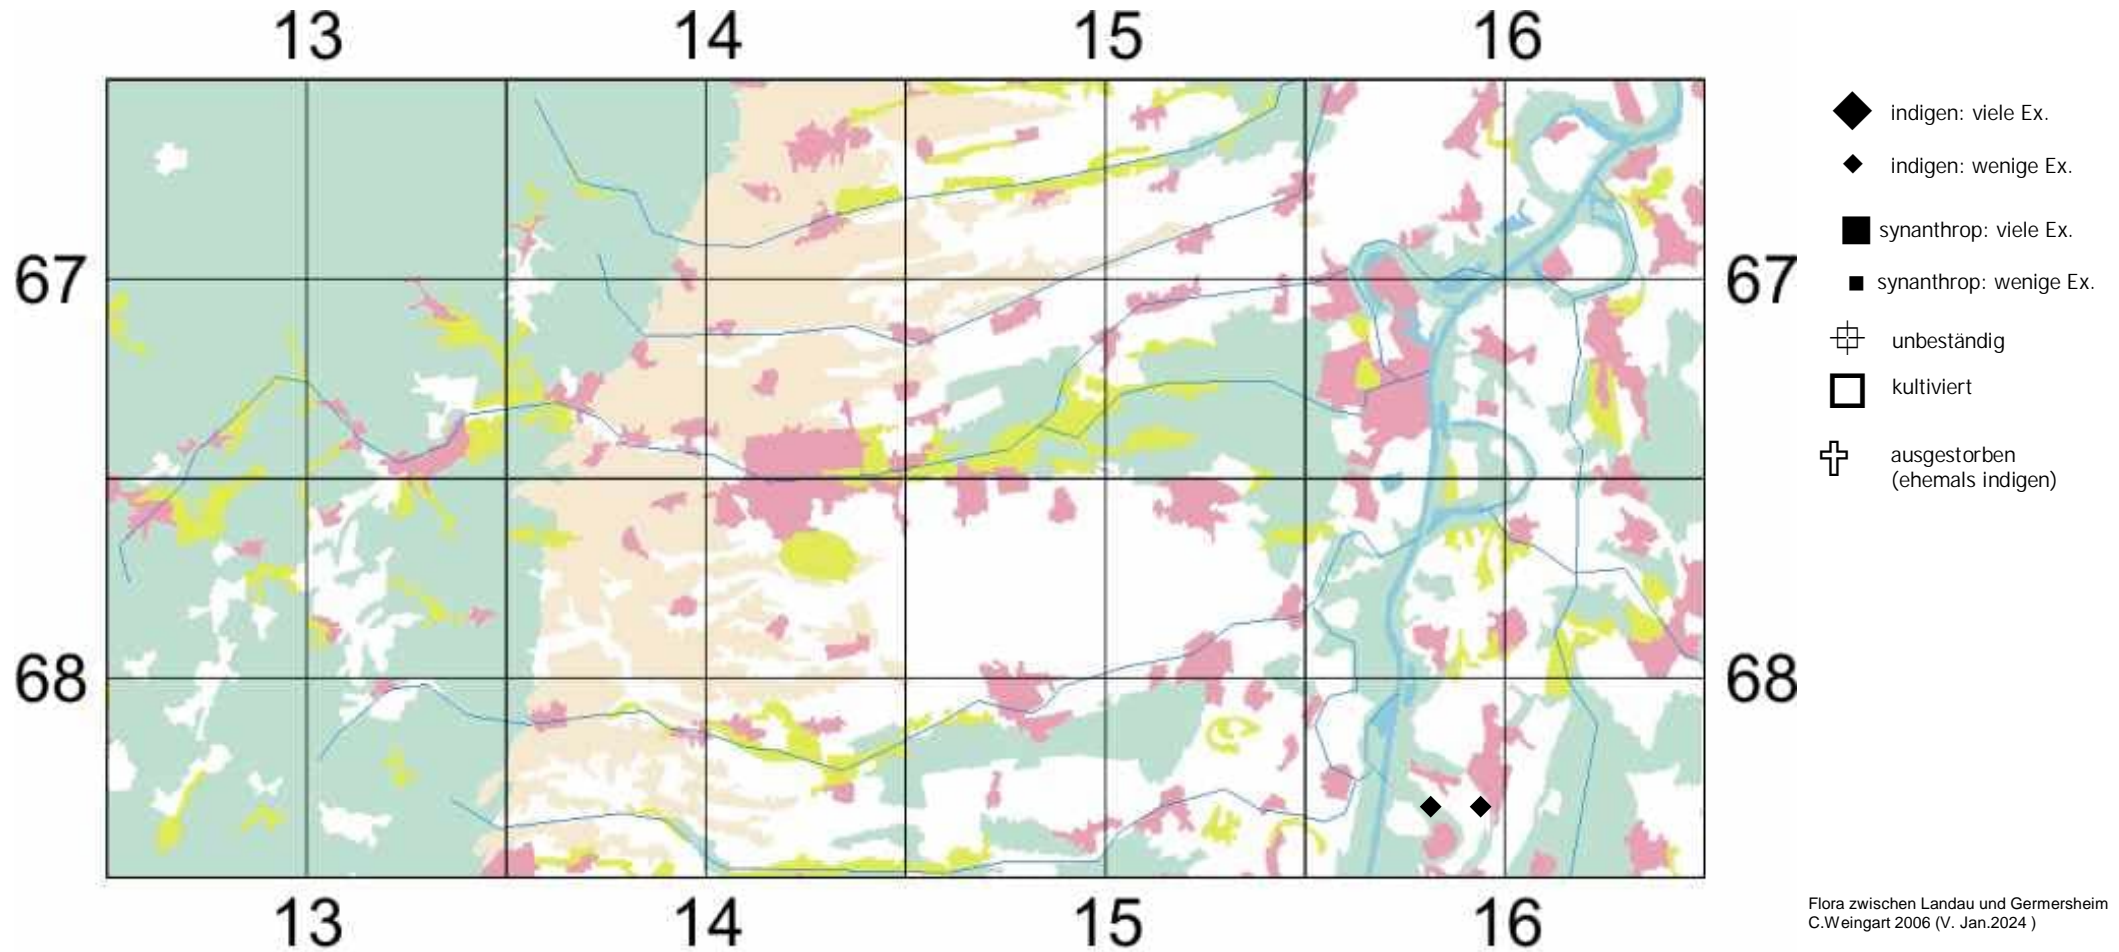 13 14 15 16
67 67
68 68
13 14 15 16
indigen: viele Ex.
indigen: wenige Ex.
synanthrop: viele Ex.
synanthrop: wenige Ex.
unbeständig
kultiviert
ausgestorben
(ehemals indigen)
Flora zwischen Landau und Germersheim
C.Weingart 2006 (V. Jan.2024 )